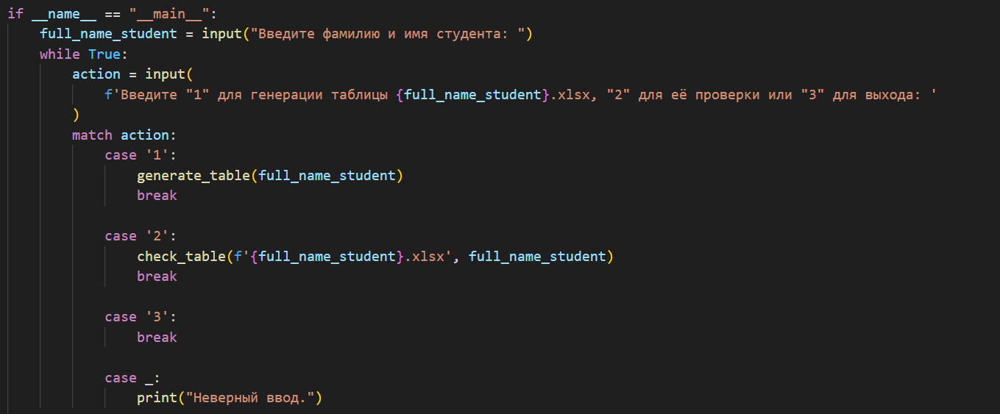 if __name__ == "__main__":
    full_name_student = input("Введите фамилию и имя студента: ")
    while True:
        action = input(
            f'Введите "1" для генерации таблицы {full_name_student}.xlsx, "2" для её проверки или "3" для выхода: '
        )
        match action:
            case '1':
                generate_table(full_name_student)
                break

            case '2':
                check_table(f'{full_name_student}.xlsx', full_name_student)
                break

            case '3':
                break

            case _:
                print("Неверный ввод.")